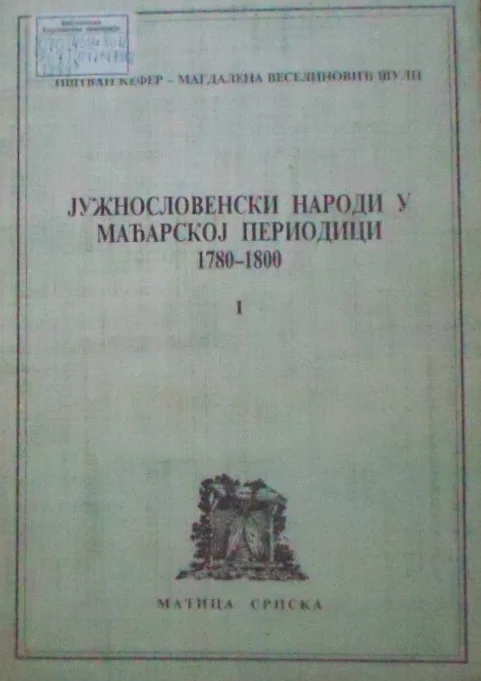 ИШТВАН КЕФЕР – МАГДАЛЕНА ВЕСЕЛИНОВИЋ ШУЛЦ
ЈУЖНОСЛОВЕНСКИ НАРОДИ У
МАЂАРСКОЈ ПЕРИОДИЦИ
1780–1800
I
МАТИЦА СРПСКА